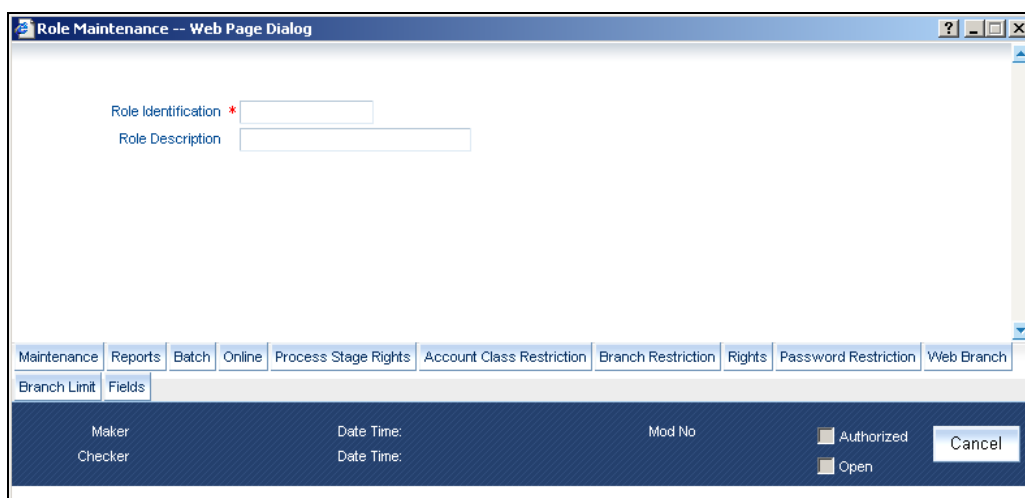 Role Maintenance -- Web Page Dialog
Role Identification *
Role Description
Maintenance Reports Batch Online Process Stage Rights Account Class Restriction Branch Restriction Rights Password Restriction Web Branch
Branch Limit Fields
Maker Date Time: Mod No Authorized Cancel
Checker Date Time: Open